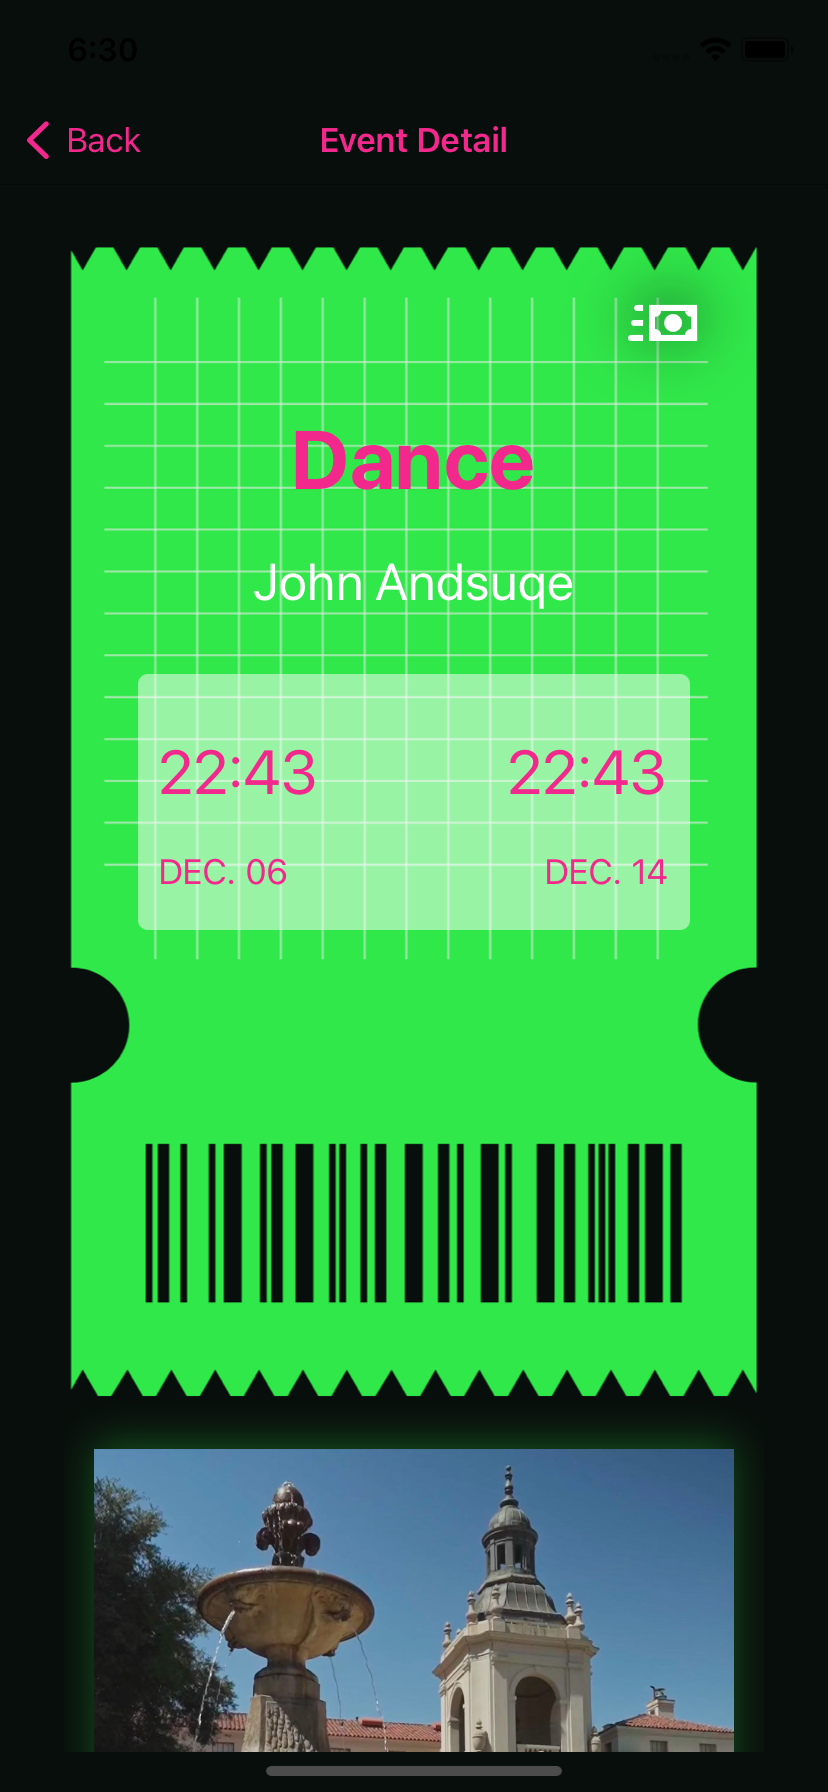 6:30
Back
Event Detail
Dance
John Andsuqe
22:43 22:43
DEC. 06 DEC. 14